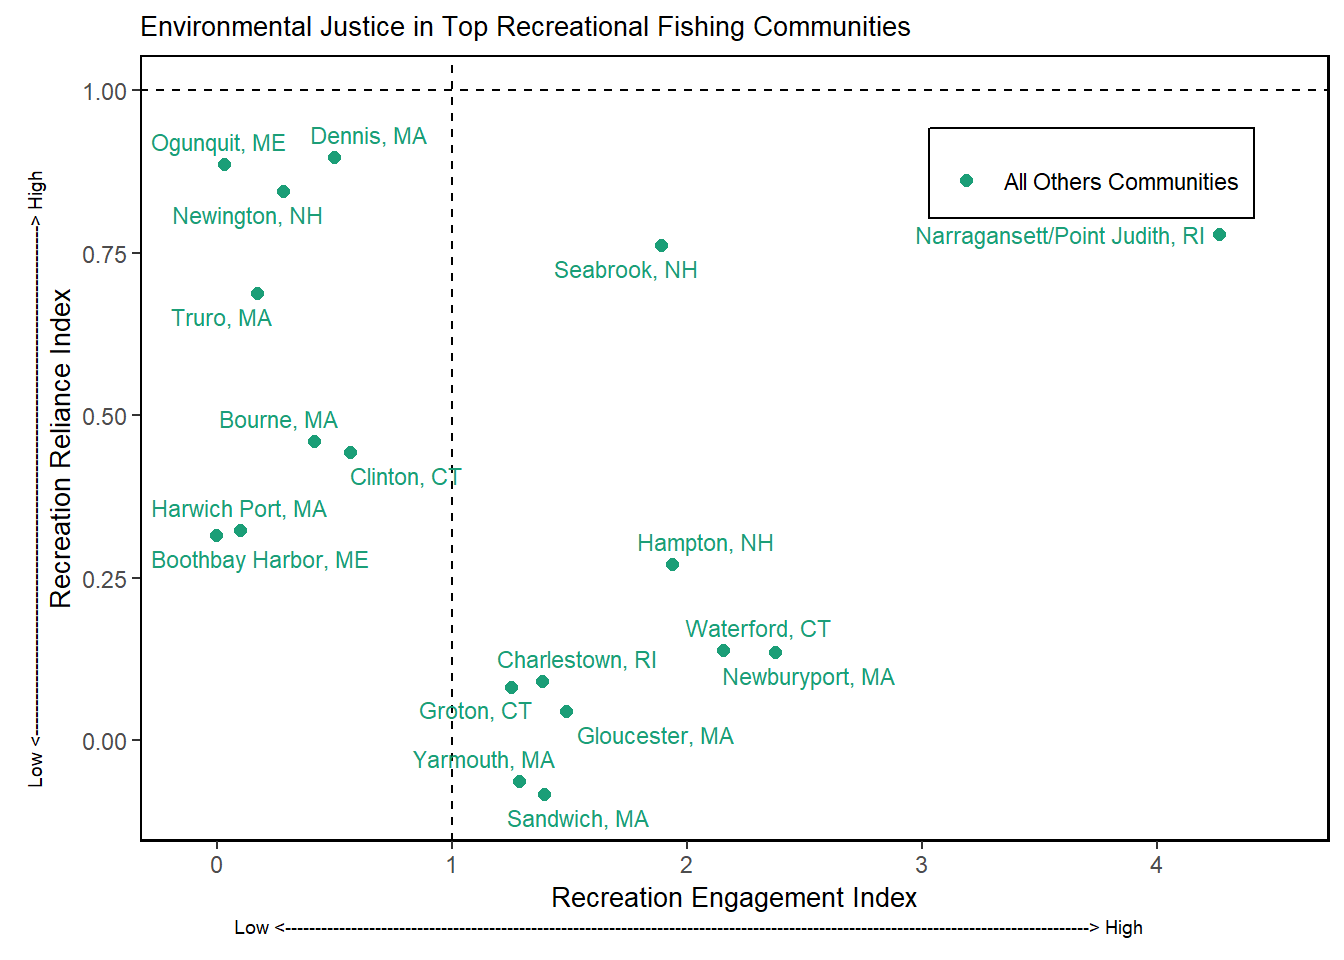 Environmental Justice in Top Recreational Fishing Communities
1.00
Ogunquit, ME
Dennis, MA
Newington, NH
All Others Communities
Narragansett/Point Judith, RI
0.75
Seabrook, NH
Truro, MA
0.50
Bourne, MA
Clinton, CT
Harwich Port, MA
Boothbay Harbor, ME
Hampton, NH
0.25
Waterford, CT
Newburyport, MA
Charlestown, RI
Groton, CT
Gloucester, MA
0.00
Yarmouth, MA
Sandwich, MA
Recreation Reliance Index
Low <--------------------------------------------------------------------------------------> High
0
1
2
3
4
Recreation Engagement Index
Low <--------------------------------------------------------------------------------------------------------------------------------------> High